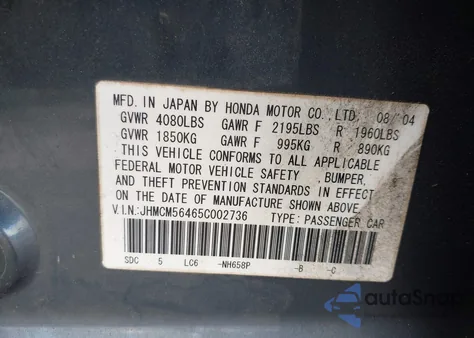 MFD. IN JAPAN BY HONDA MOTOR CO., LTD. 08/04
GVWR 4080LBS GAWR F 2195LBS R 1960LBS
GVWR 1850KG GAWR F 995KG R 890KG
THIS VEHICLE CONFORMS TO ALL APPLICABLE
FEDERAL MOTOR VEHICLE SAFETY, BUMPER,
AND THEFT PREVENTION STANDARDS IN EFFECT
ON THE DATE OF MANUFACTURE SHOWN ABOVE.
V.I.N.:JHMCM56465C002736 TYPE: PASSENGER CAR
SDC 5 LC6 -NH658P -B -C